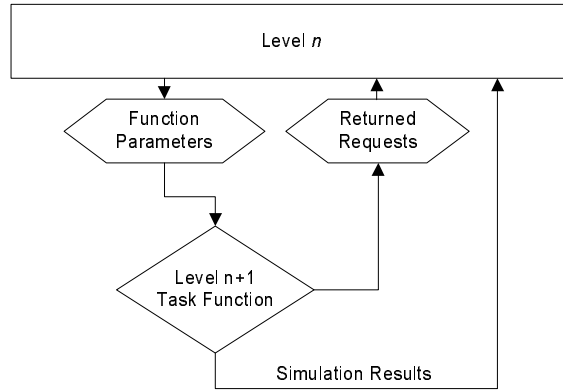 Level n
Function
Parameters
Returned
Requests
Level n+1
Task Function
Simulation Results